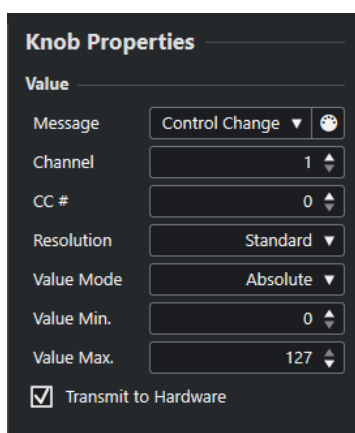 Knob Properties
Value
Message Control Change
Channel 1
CC # 0
Resolution Standard
Value Mode Absolute
Value Min. 0
Value Max. 127
Transmit to Hardware